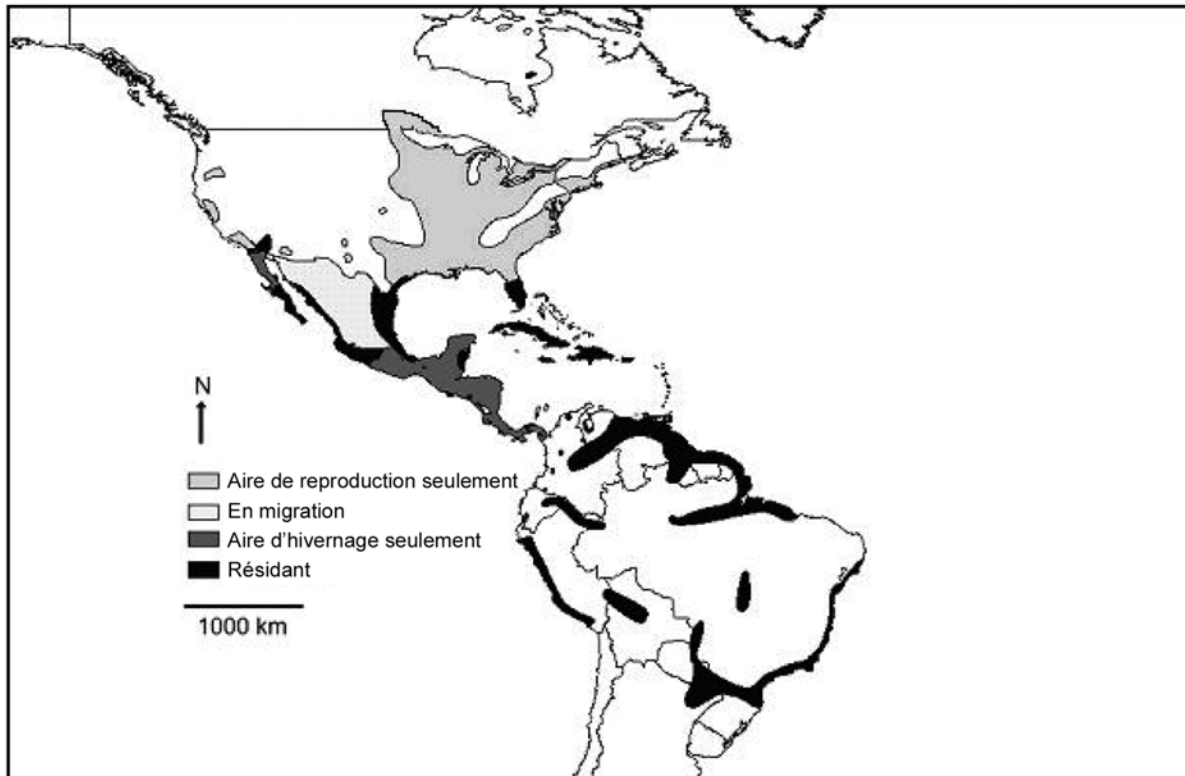 N
Aire de reproduction seulement
En migration
Aire d'hivernage seulement
Résidant
1000 km